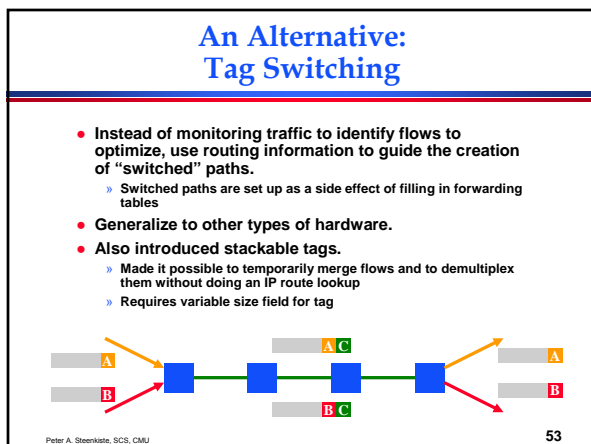 An Alternative:
Tag Switching
● Instead of monitoring traffic to identify flows to
optimize, use routing information to guide the creation
of “switched” paths.
» Switched paths are set up as a side effect of filling in forwarding
tables
● Generalize to other types of hardware.
● Also introduced stackable tags.
» Made it possible to temporarily merge flows and to demultiplex
them without doing an IP route lookup
» Requires variable size field for tag
A
B
A C
B C
A
B
Peter A. Steenkiste, SCS, CMU
53